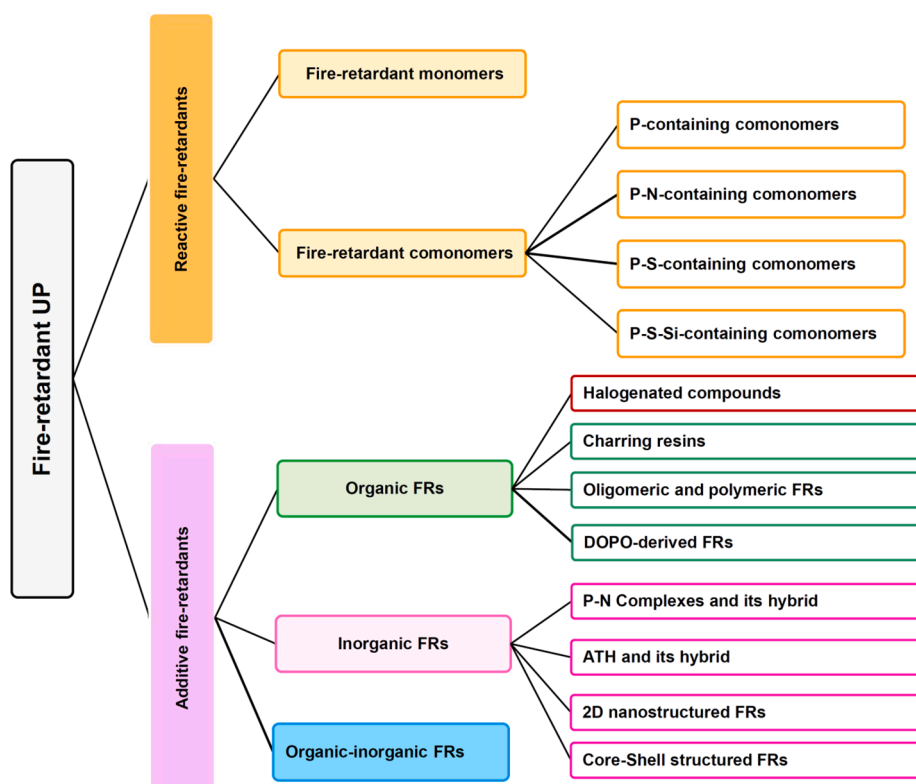 Fire-retardant UP
Reactive fire-retardants
Fire-retardant monomers
Fire-retardant comonomers
P-containing comonomers
P-N-containing comonomers
P-S-containing comonomers
P-S-Si-containing comonomers
Additive fire-retardants
Organic FRs
Halogenated compounds
Charring resins
Oligomeric and polymeric FRs
DOPO-derived FRs
Inorganic FRs
P-N Complexes and its hybrid
ATH and its hybrid
2D nanostructured FRs
Core-Shell structured FRs
Organic-inorganic FRs